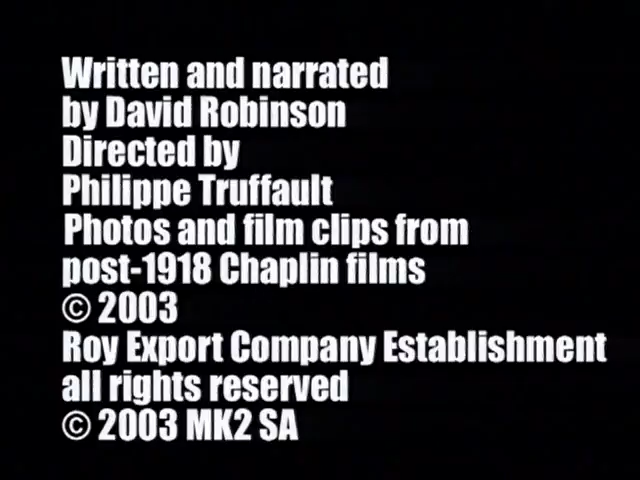 Written and narrated
by David Robinson
Directed by
Philippe Truffault
Photos and film clips from
post-1918 Chaplin films
© 2003
Roy Export Company Establishment
all rights reserved
© 2003 MK2 SA